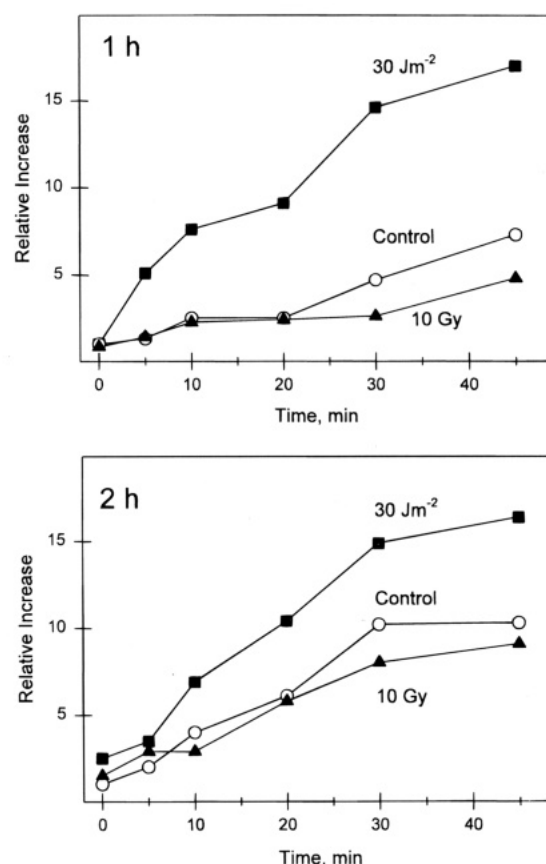 1 h
30 Jm⁻²
15
10
5
Relative Increase
Control
10 Gy
0 10 20 30 40
Time, min
2 h
30 Jm⁻²
15
10
5
Relative Increase
Control
10 Gy
0 10 20 30 40
Time, min